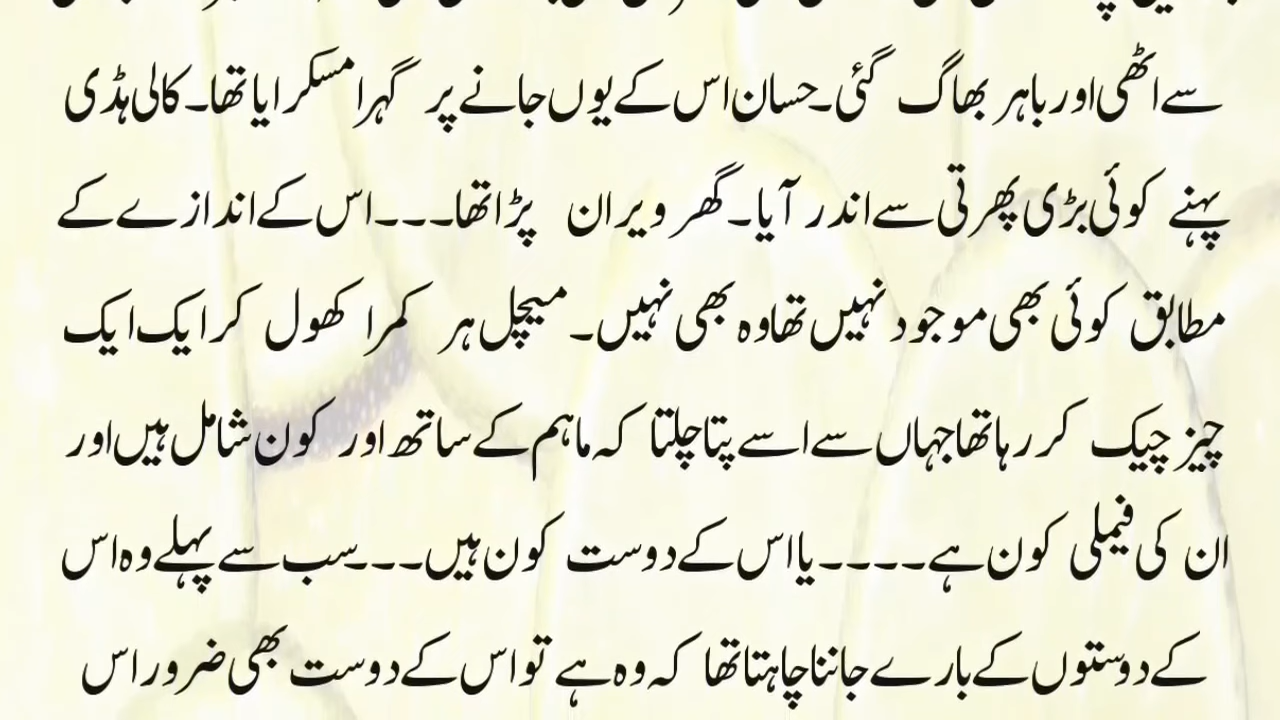 سے اٹھی اور باہر بھاگ گئی۔حسان اس کے یوں جانے پر گہرا مسکرایا تھا۔کالی ہڈی
پہنے کوئی بڑی پھرتی سے اندر آیا۔گھر ویران پڑا تھا۔۔۔اس کے اندازے کے
مطابق کوئی بھی موجود نہیں تھا وہ بھی نہیں۔میچل ہر کمرا کھول کر ایک ایک
چیز چیک کر رہا تھا جہاں سے اسے پتا چلتا کہ ماہم کے ساتھ اور کون شامل ہیں اور
ان کی فیملی کون ہے۔۔۔۔یا اس کے دوست کون ہیں۔۔۔سب سے پہلے وہ اس
کے دوستوں کے بارے جاننا چاہتا تھا کہ وہ ہے تو اس کے دوست بھی ضرور اس